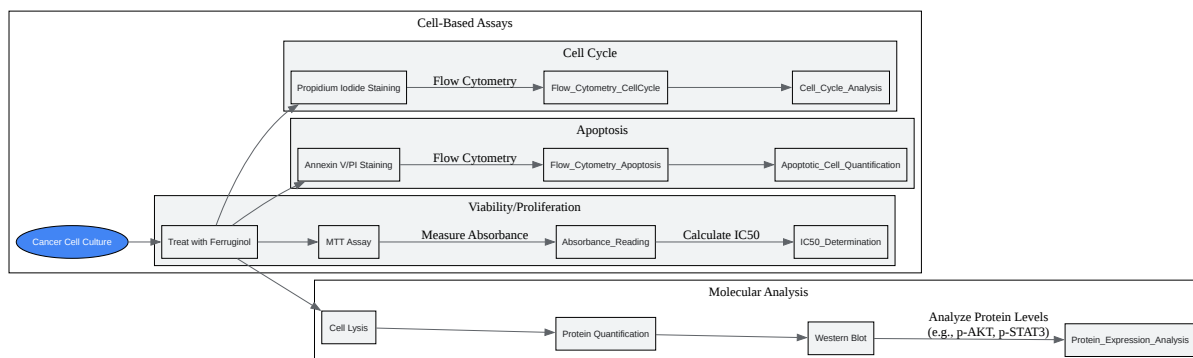 Cell-Based Assays
Cell Cycle
Propidium Iodide Staining
Flow Cytometry
Flow_Cytometry_CellCycle
Cell_Cycle_Analysis
Apoptosis
Annexin V/PI Staining
Flow Cytometry
Flow_Cytometry_Apoptosis
Apoptotic_Cell_Quantification
Viability/Proliferation
Cancer Cell Culture
Treat with Ferruginol
MTT Assay
Measure Absorbance
Absorbance_Reading
Calculate IC50
IC50_Determination
Molecular Analysis
Cell Lysis
Protein Quantification
Western Blot
Analyze Protein Levels
(e.g., p-AKT, p-STAT3)
Protein_Expression_Analysis